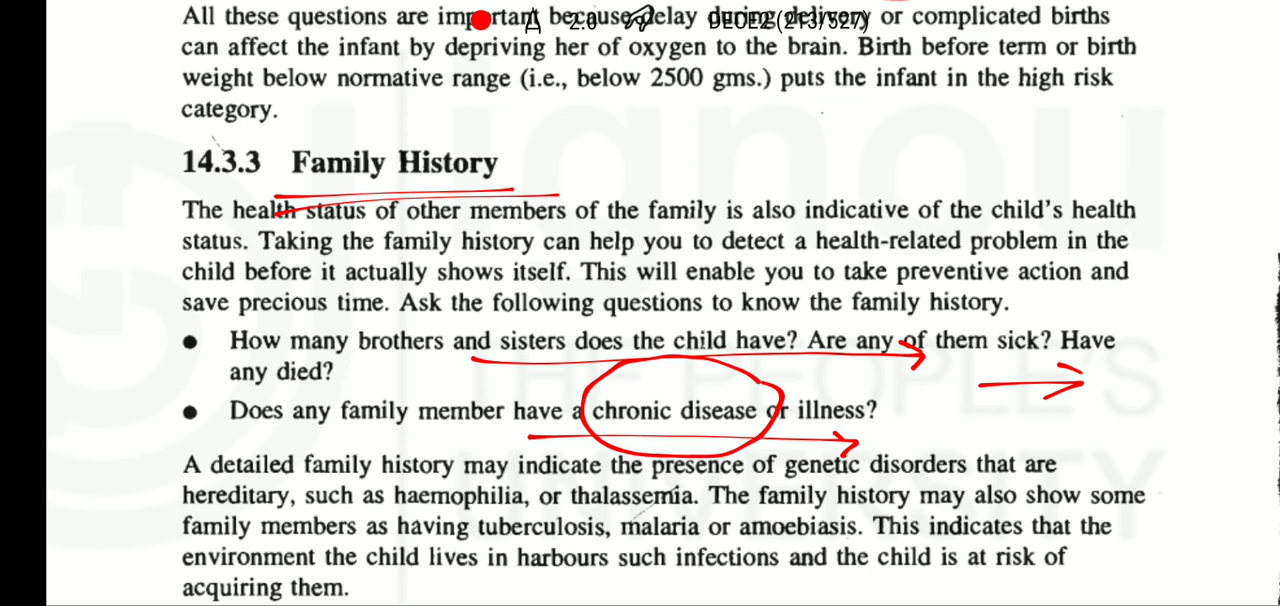 All these questions are important because delay during delivery or complicated births
2.0 DECE2 (213/527)
can affect the infant by depriving her of oxygen to the brain. Birth before term or birth
weight below normative range (i.e., below 2500 gms.) puts the infant in the high risk
category.
14.3.3 Family History
The health status of other members of the family is also indicative of the child's health
status. Taking the family history can help you to detect a health-related problem in the
child before it actually shows itself. This will enable you to take preventive action and
save precious time. Ask the following questions to know the family history.
● How many brothers and sisters does the child have? Are any of them sick? Have
any died?
● Does any family member have a chronic disease or illness?
A detailed family history may indicate the presence of genetic disorders that are
hereditary, such as haemophilia, or thalassemia. The family history may also show some
family members as having tuberculosis, malaria or amoebiasis. This indicates that the
environment the child lives in harbours such infections and the child is at risk of
acquiring them.
ignou
THE PEOPLE'S
UNIVERSITY